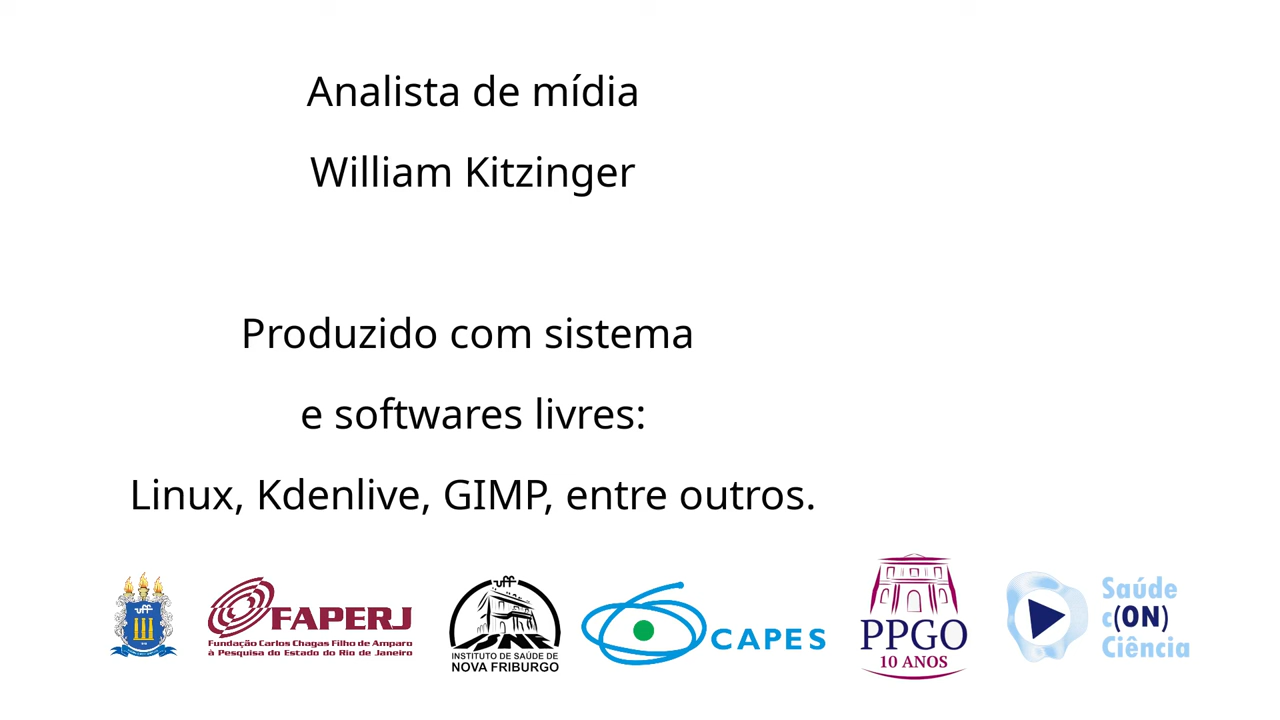 Analista de mídia
William Kitzinger
Produzido com sistema
e softwares livres:
Linux, Kdenlive, GIMP, entre outros.
uff
FAPERJ
Fundação Carlos Chagas Filho de Amparo
à Pesquisa do Estado do Rio de Janeiro
uff
INSTITUTO DE SAÚDE DE
NOVA FRIBURGO
CAPES
PPGO
10 ANOS
Saúde
c(ON)
Ciência